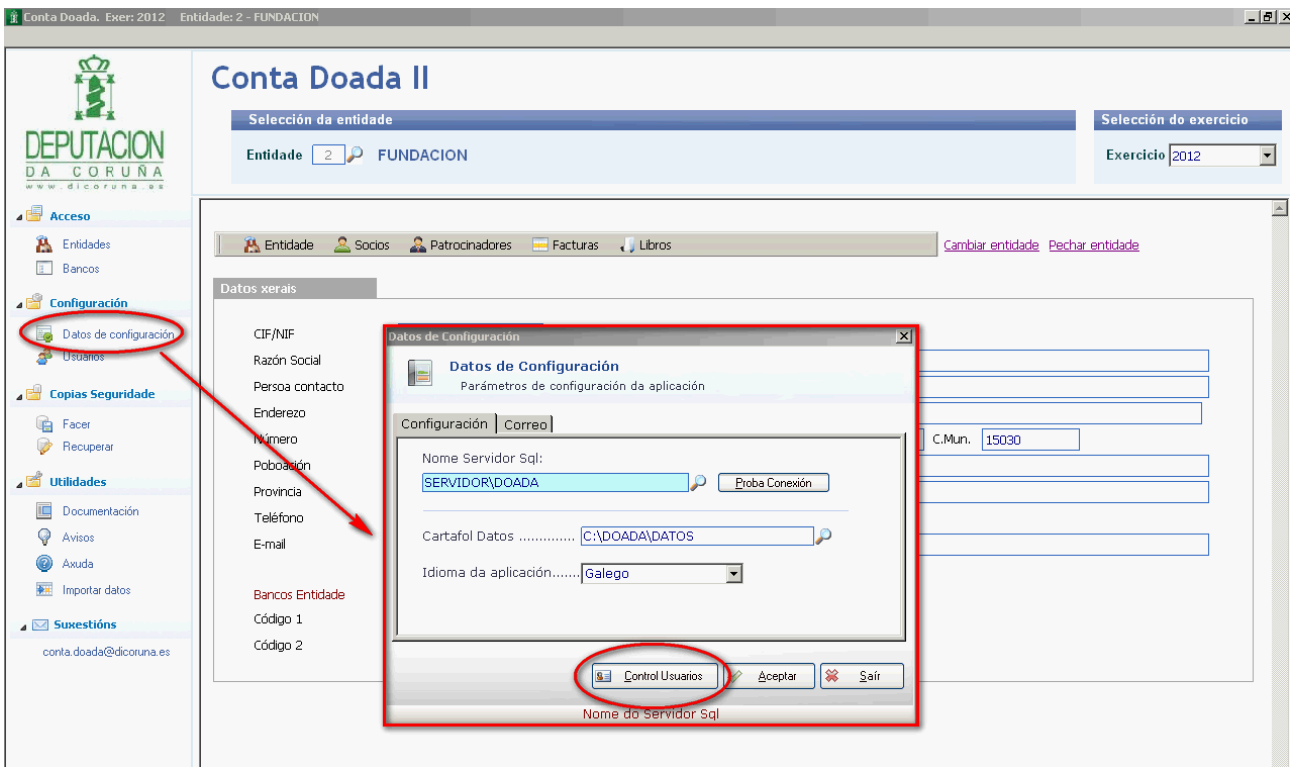 Conta Doada. Exer: 2012 Entidade: 2 - FUNDACION
DEPUTACION
DA CORUÑA
www.dicoruna.es
Conta Doada II
Selección da entidade
Entidade 2 FUNDACION
Selección do exercicio
Exercicio 2012
Acceso
Entidades
Bancos
Configuración
Datos de configuración
Usuarios
Copias Seguridade
Facer
Recuperar
Utilidades
Documentación
Avisos
Axuda
Importar datos
Suxestións
conta.doada@dicoruna.es
Entidade Socios Patrocinadores Facturas Libros
Cambiar entidade Pechar entidade
Datos xerais
CIF/NIF
Razón Social
Persoa contacto
Enderezo
Número
C.Mun. 15030
Poboación
Provincia
Teléfono
E-mail
Bancos Entidade
Código 1
Código 2
Datos de Configuración
Datos de Configuración
Parámetros de configuración da aplicación
Configuración Correo
Nome Servidor Sql:
SERVIDOR\DOADA Proba Conexión
Cartafol Datos ............. C:\DOADA\DATOS
Idioma da aplicación....... Galego
Control Usuarios Aceptar Saír
Nome do Servidor Sql